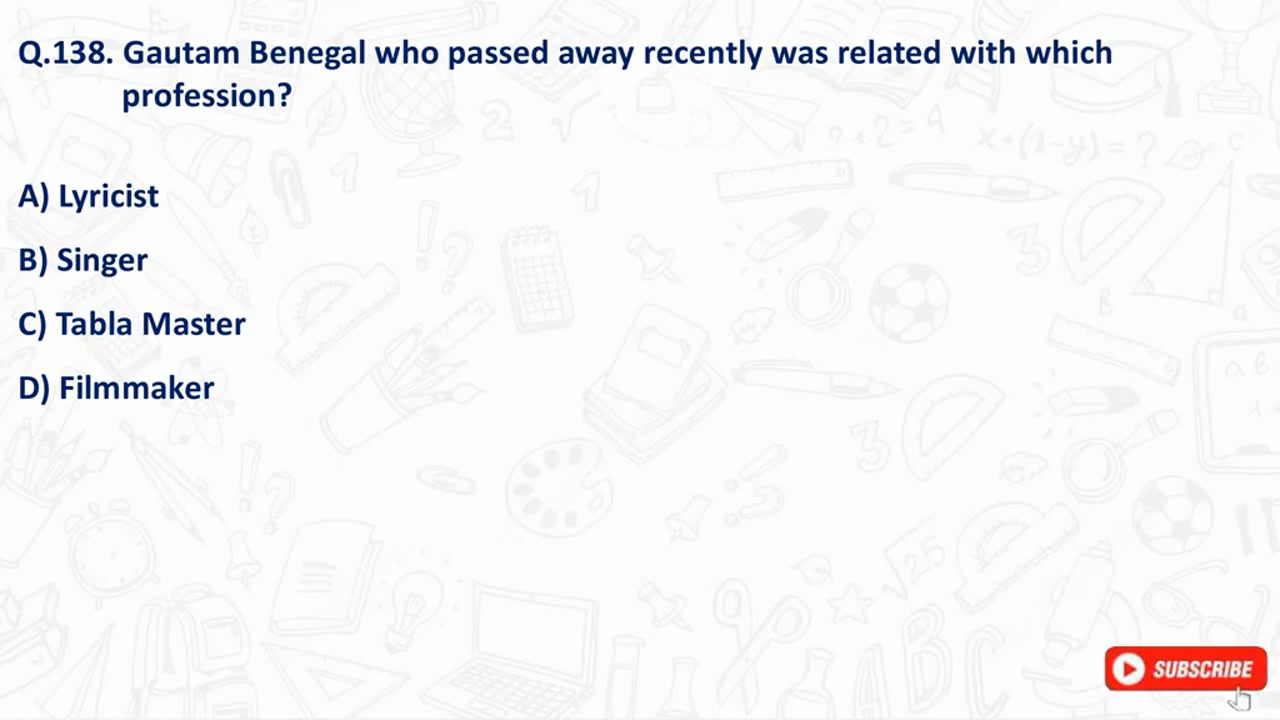 Q.138. Gautam Benegal who passed away recently was related with which
profession?
A) Lyricist
B) Singer
C) Tabla Master
D) Filmmaker
SUBSCRIBE